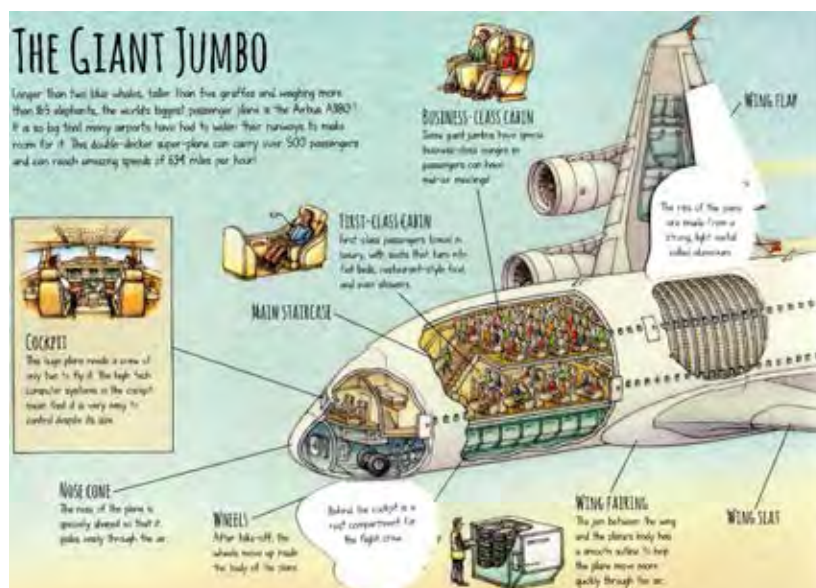 THE GIANT JUMBO
Longer than two blue whales, taller than five giraffes and weighing more
than 165 elephants, the world's biggest passenger plane is the Airbus A380!
It is so big that many airports have had to widen their runways to make
room for it. This double-decker super-plane can carry over 500 passengers
and can reach amazing speeds of 634 miles per hour!
BUSINESS-CLASS CABIN
Some giant jumbos have special
business-class lounges so
passengers can have
mid-air meetings!
WING FLAP
The ribs of the plane
are made from a
strong, light metal
called aluminium.
FIRST-CLASS CABIN
First-class passengers travel in
luxury, with seats that turn into
flat beds, restaurant-style food
and even showers.
MAIN STAIRCASE
COCKPIT
This huge plane needs a crew of
only two to fly it. The high tech
computer systems in the cockpit
mean that it is very easy to
control despite its size.
NOSE CONE
The nose of the plane is
specially shaped so that it
glides easily through the air.
WHEELS
After take-off, the
wheels move up inside
the body of the plane.
Behind the cockpit is a
rest compartment for
the flight crew.
WING FAIRING
The join between the wing
and the plane's body has
a smooth outline to help
the plane move more
quickly through the air.
WING SLAT